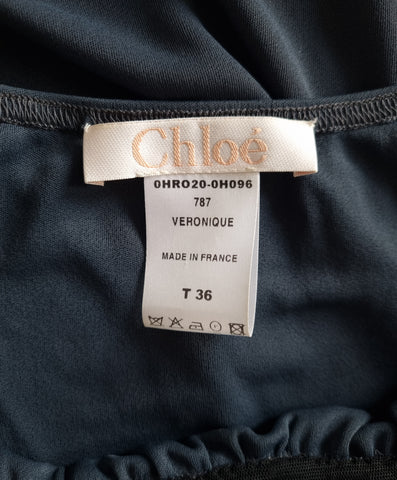 Chloé
0HRO20-0H096
787
VERONIQUE
MADE IN FRANCE
T 36